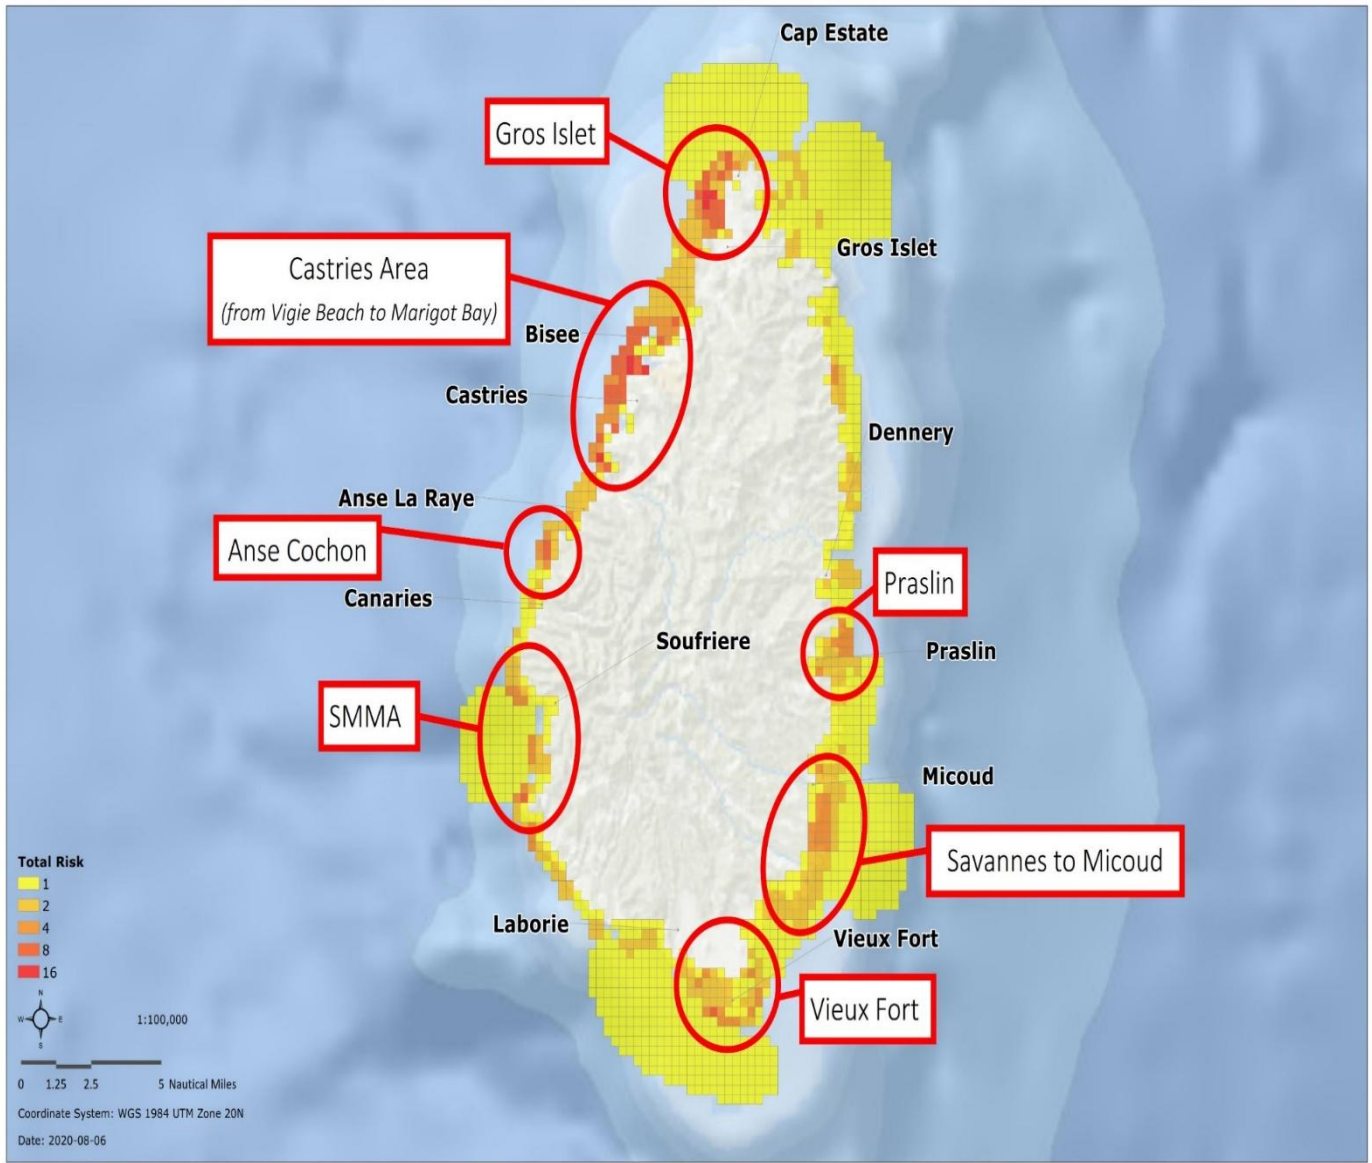 Cap Estate
Gros Islet
Gros Islet
Castries Area
(from Vigie Beach to Marigot Bay)
Bisee
Castries
Dennery
Anse La Raye
Anse Cochon
Canaries
Praslin
Praslin
Soufriere
SMMA
Micoud
Savannes to Micoud
Laborie
Vieux Fort
Vieux Fort
Total Risk
1
2
4
8
16
N
W E
S
1:100,000
0 1.25 2.5 5 Nautical Miles
Coordinate System: WGS 1984 UTM Zone 20N
Date: 2020-08-06